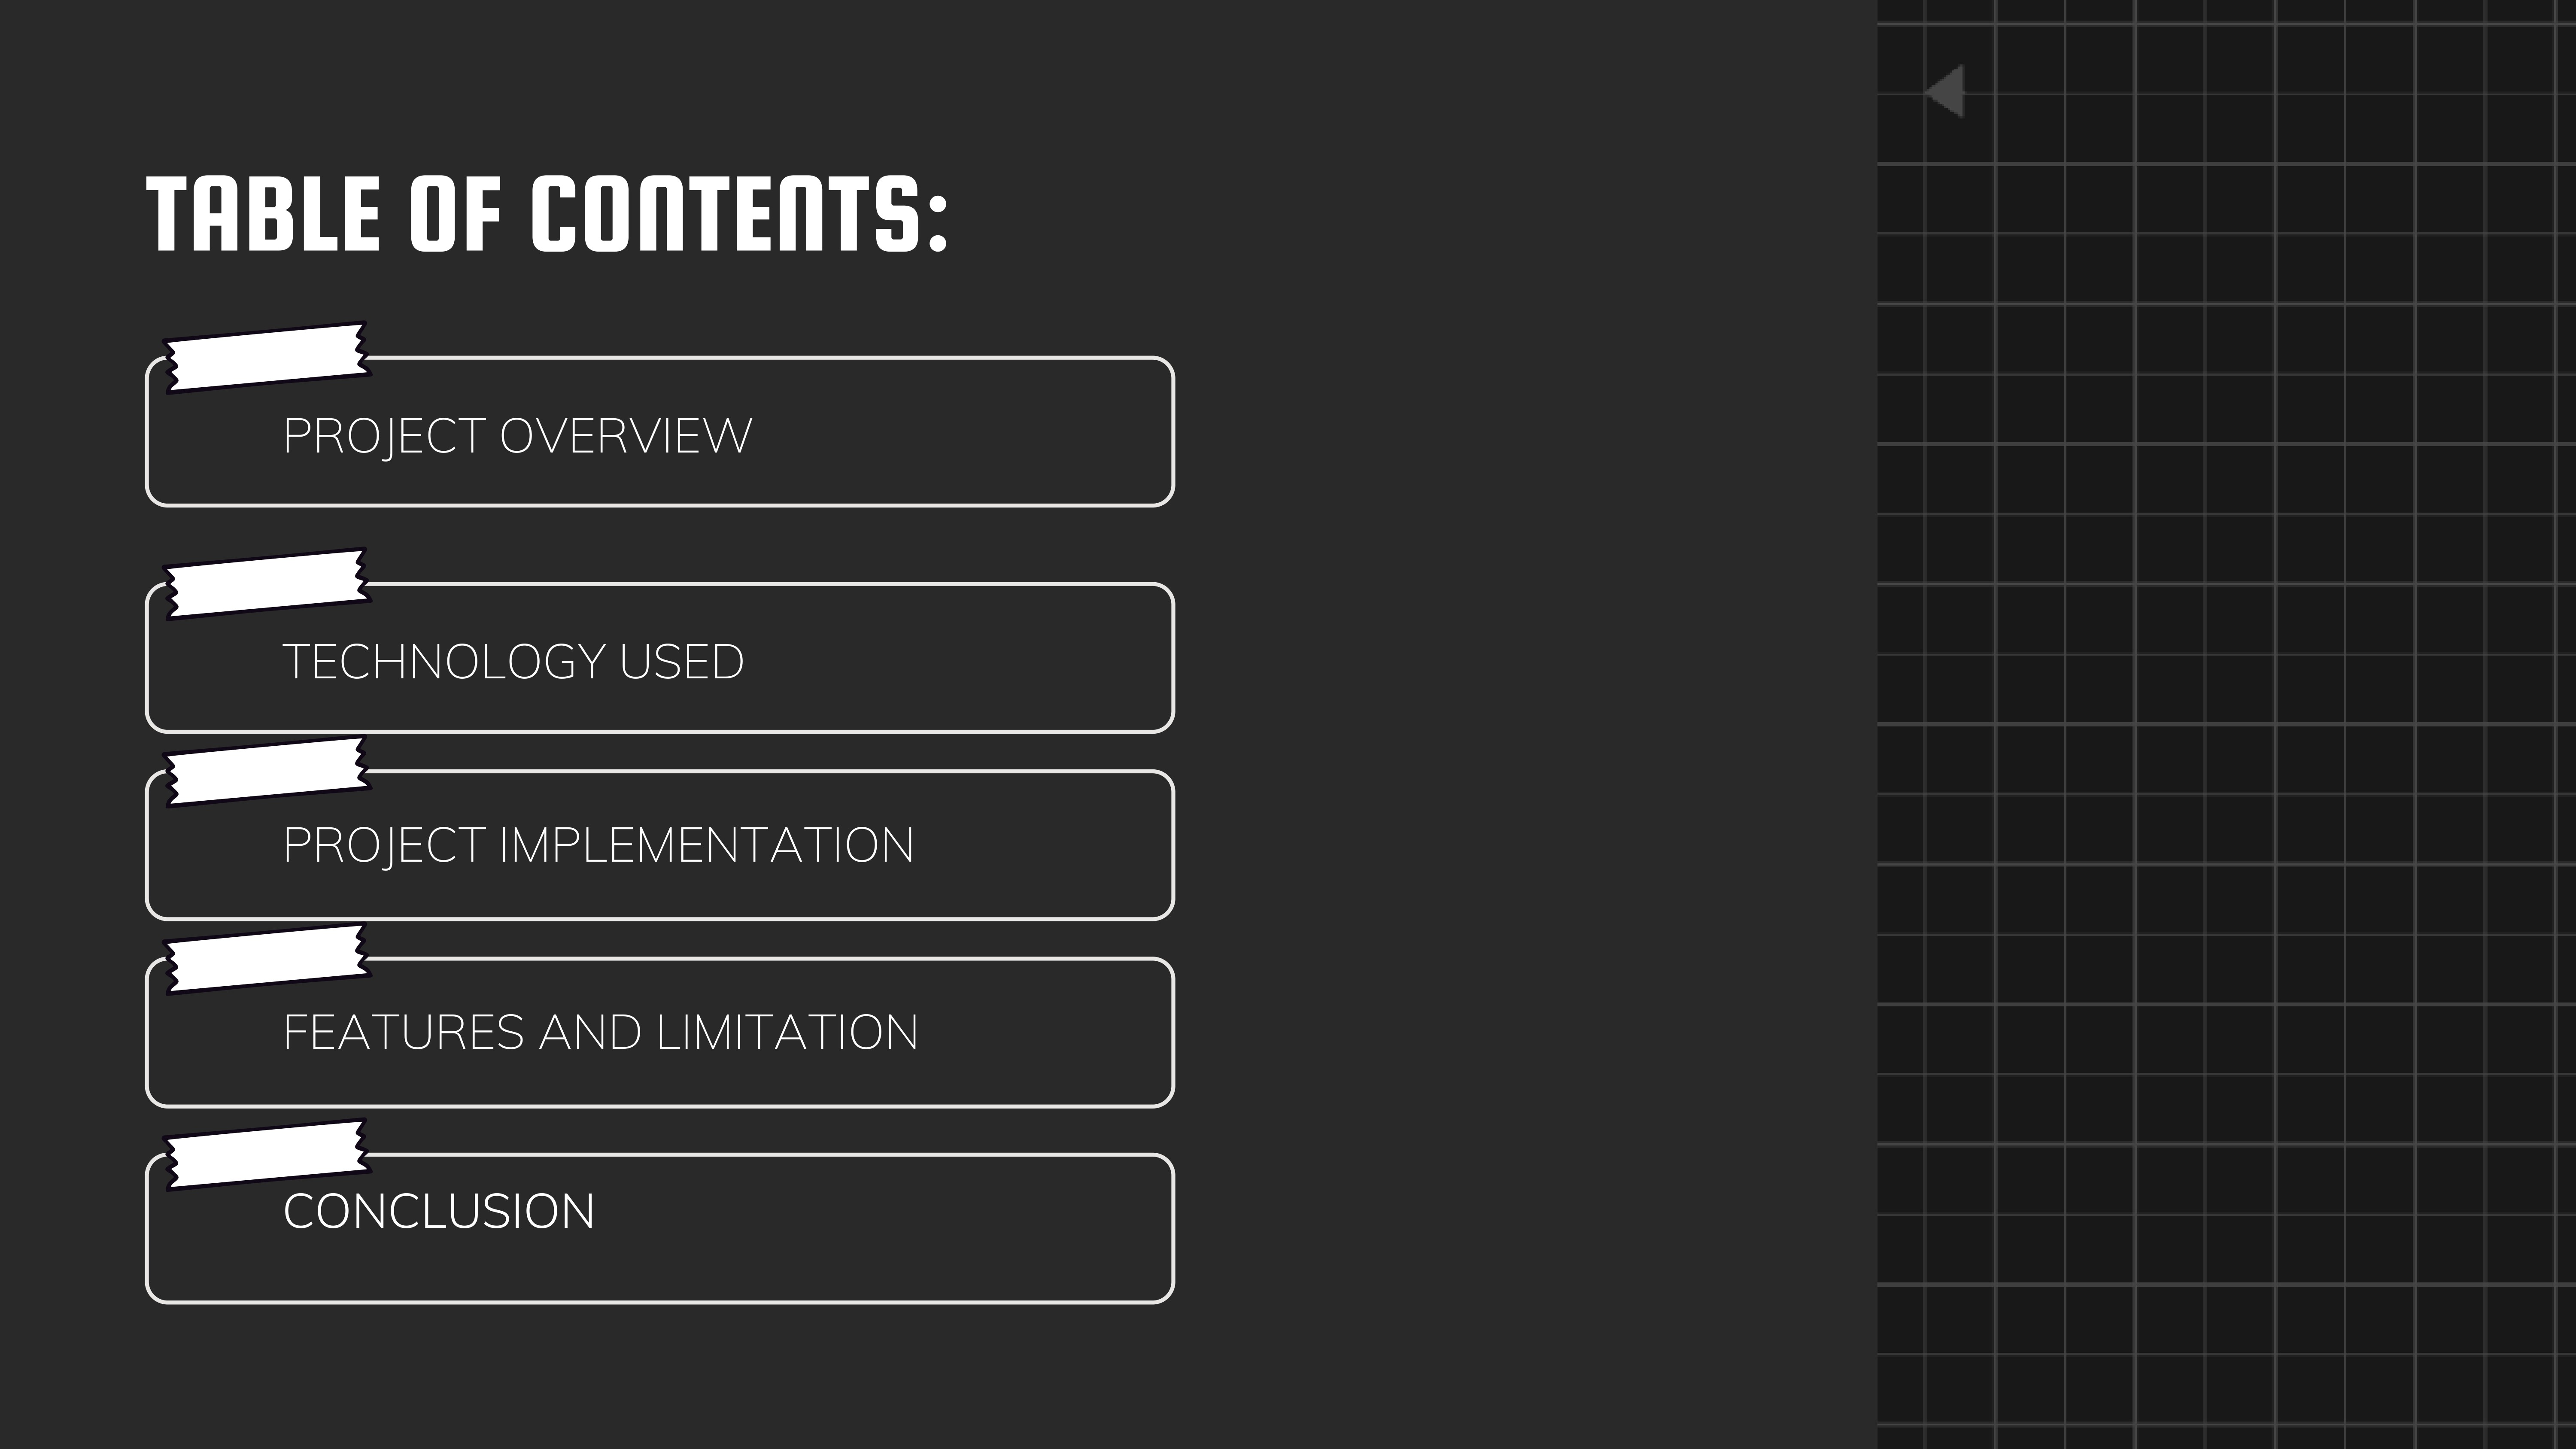 TABLE OF CONTENTS:
PROJECT OVERVIEW
TECHNOLOGY USED
PROJECT IMPLEMENTATION
FEATURES AND LIMITATION
CONCLUSION